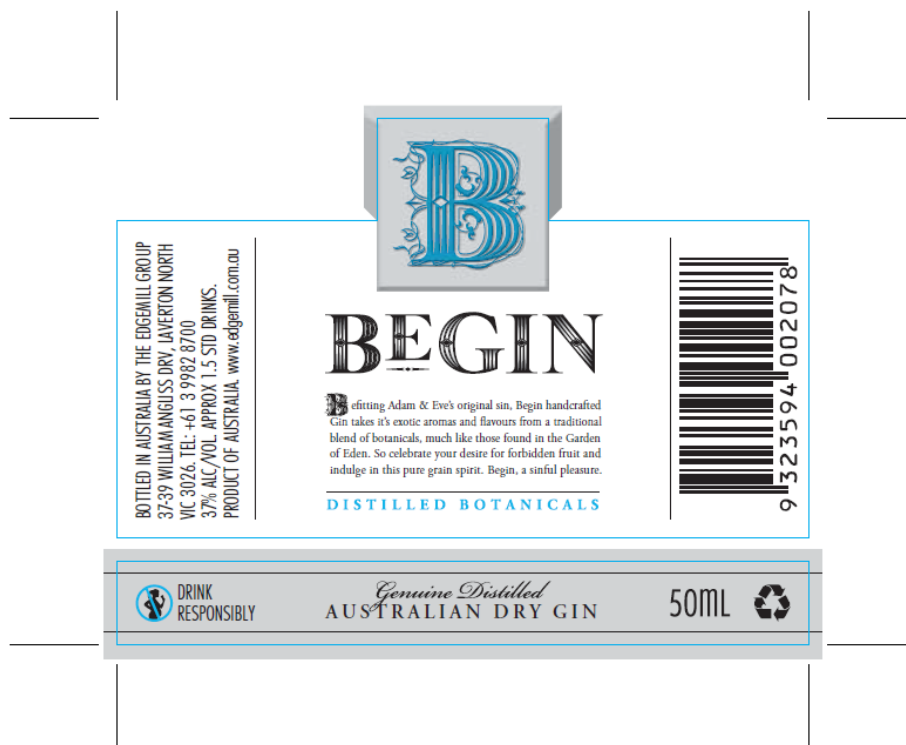 B
BEGIN
Befitting Adam & Eve's original sin, Begin handcrafted
Gin takes it's exotic aromas and flavours from a traditional
blend of botanicals, much like those found in the Garden
of Eden. So celebrate your desire for forbidden fruit and
indulge in this pure grain spirit. Begin, a sinful pleasure.
DISTILLED BOTANICALS
BOTTLED IN AUSTRALIA BY THE EDGEMILL GROUP
37-39 WILLIAM ANGUSS DRV, LAVERTON NORTH
VIC 3026. TEL: +61 3 9982 8700
37% ALC/VOL. APPROX 1.5 STD DRINKS.
PRODUCT OF AUSTRALIA. www.edgemill.com.au
9 323594 002078
DRINK
RESPONSIBLY
Genuine Distilled
AUSTRALIAN DRY GIN
50ML